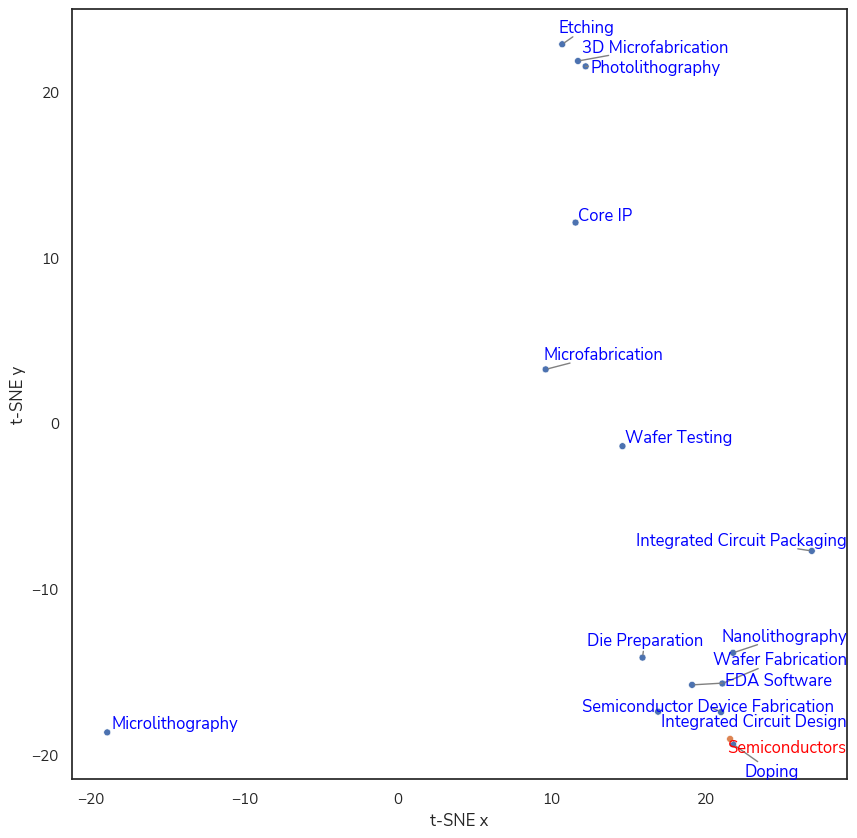 Etching
3D Microfabrication
Photolithography
20
Core IP
10
Microfabrication
t-SNE y
0
Wafer Testing
Integrated Circuit Packaging
−10
Nanolithography
Die Preparation
Wafer Fabrication
EDA Software
Semiconductor Device Fabrication
Integrated Circuit Design
Microlithography
Semiconductors
−20
Doping
−20
−10
0
10
20
t-SNE x